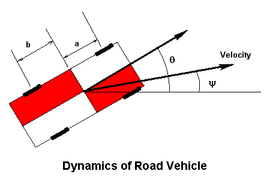 b
a
Velocity
θ
ψ
Dynamics of Road Vehicle